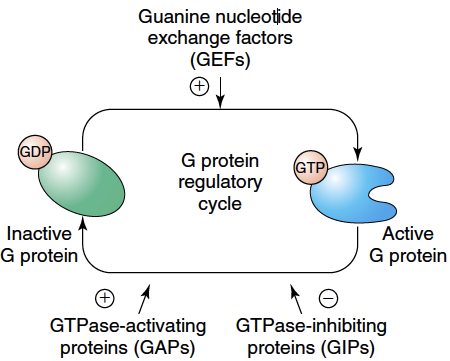 Guanine nucleotide
exchange factors
(GEFs)
+
GDP
G protein
regulatory
cycle
GTP
Inactive
G protein
Active
G protein
+
GTPase-activating
proteins (GAPs)
−
GTPase-inhibiting
proteins (GIPs)